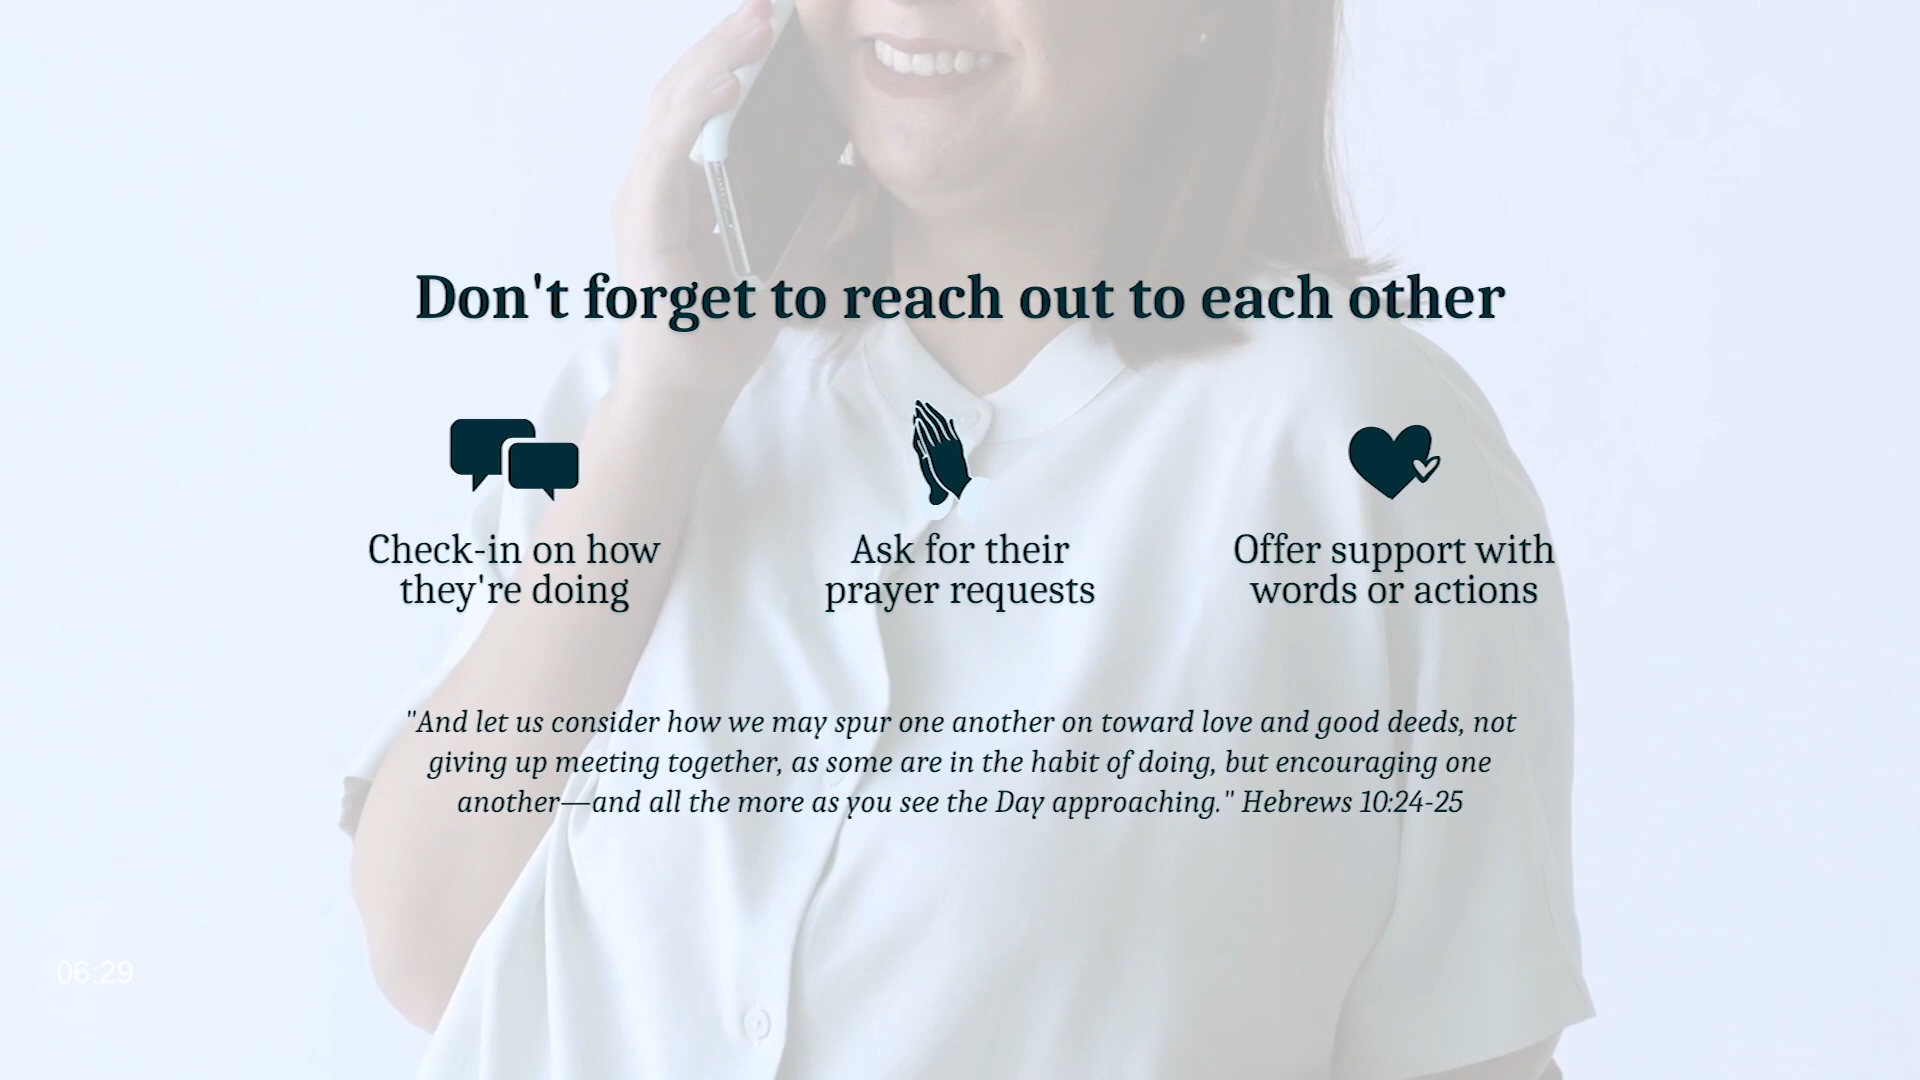 Don't forget to reach out to each other
Check-in on how
they're doing
Ask for their
prayer requests
Offer support with
words or actions
"And let us consider how we may spur one another on toward love and good deeds, not
giving up meeting together, as some are in the habit of doing, but encouraging one
another—and all the more as you see the Day approaching." Hebrews 10:24-25
06:29